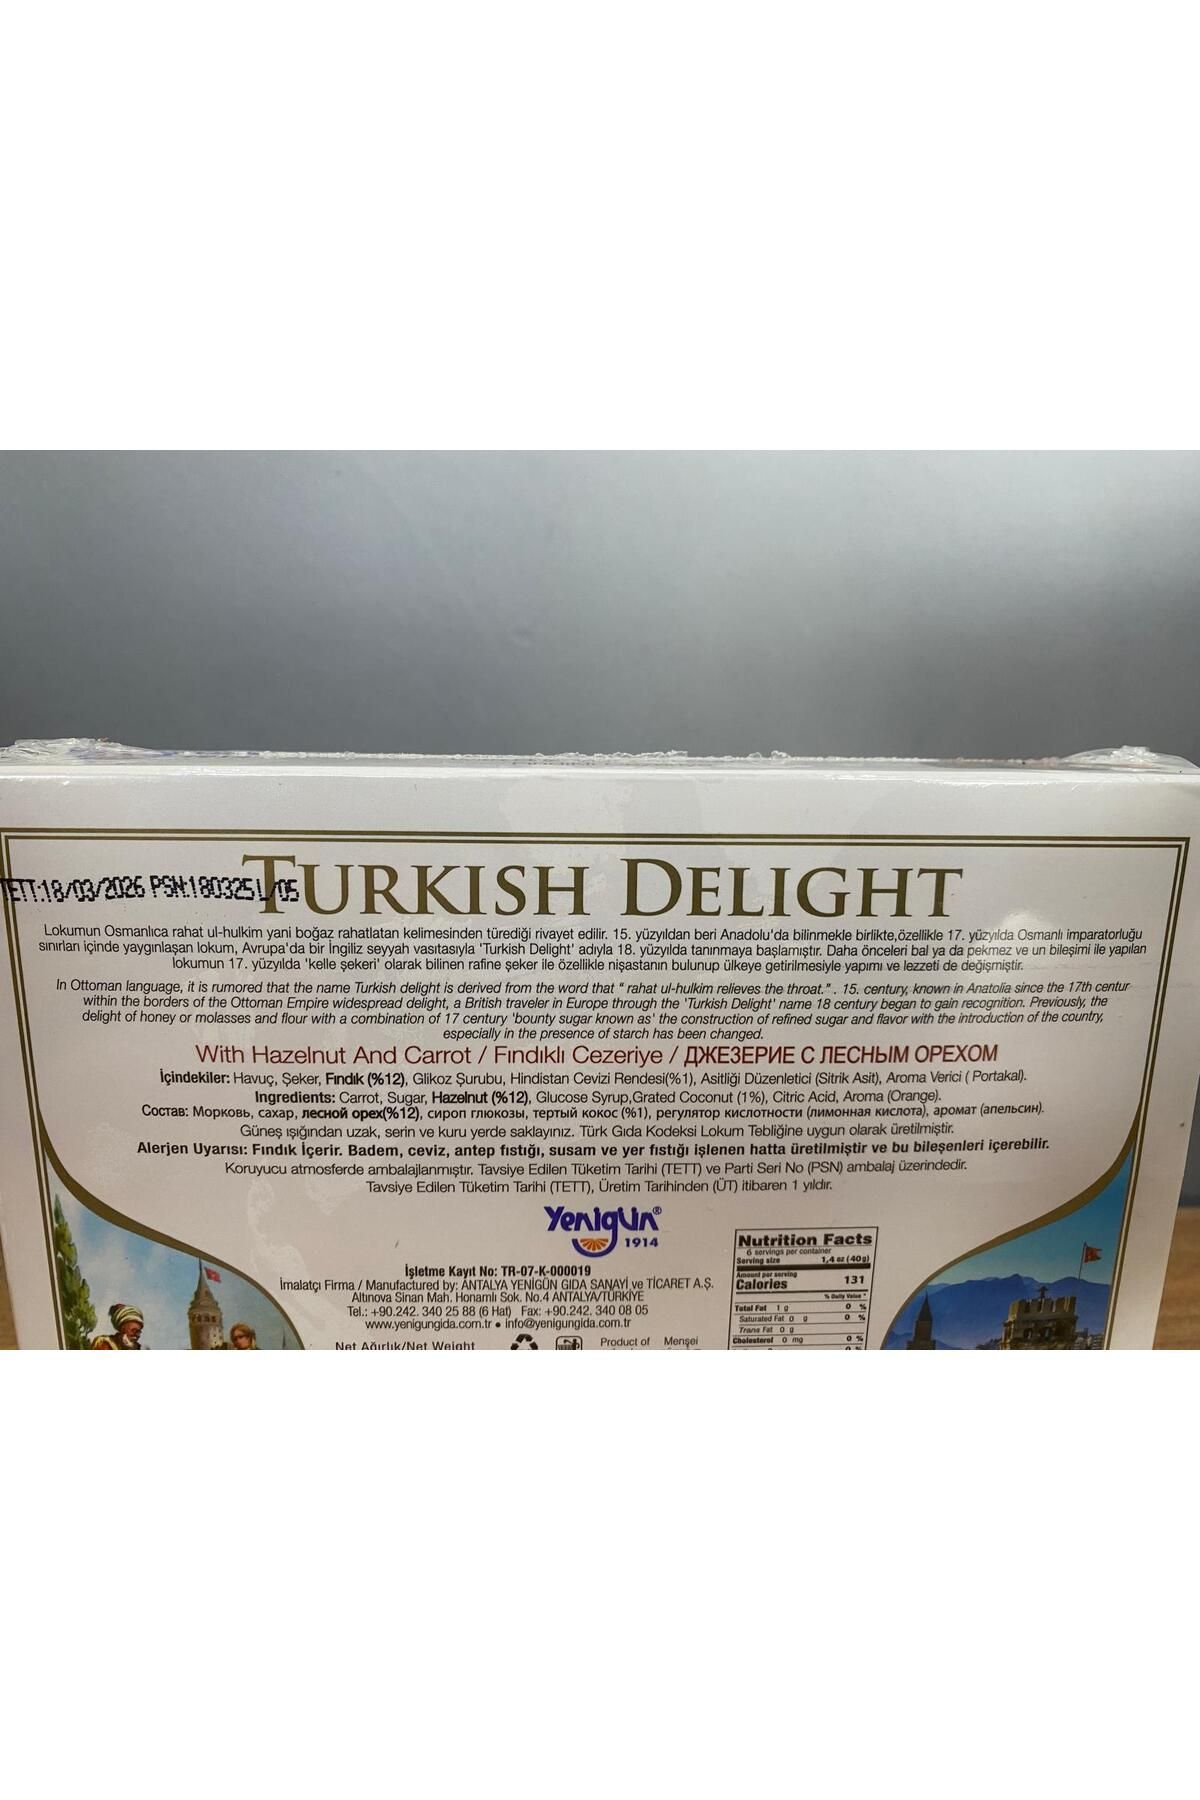 TETT:18/03/2026 PSN:180325L/05
TURKISH DELIGHT
Lokumun Osmanlıca rahat ul-hulkim yani boğaz rahatlatan kelimesinden türediği rivayet edilir. 15. yüzyıldan beri Anadolu'da bilinmekle birlikte,özellikle 17. yüzyılda Osmanlı imparatorluğu
sınırları içinde yaygınlaşan lokum, Avrupa'da bir İngiliz seyyah vasıtasıyla 'Turkish Delight' adıyla 18. yüzyılda tanınmaya başlamıştır. Daha önceleri bal ya da pekmez ve un bileşimi ile yapılan
lokumun 17. yüzyılda 'kelle şekeri' olarak bilinen rafine şeker ile özellikle nişastanın bulunup ülkeye getirilmesiyle yapımı ve lezzeti de değişmiştir.
In Ottoman language, it is rumored that the name Turkish delight is derived from the word that " rahat ul-hulkim relieves the throat." . 15. century, known in Anatolia since the 17th centur
within the borders of the Ottoman Empire widespread delight, a British traveler in Europe through the 'Turkish Delight' name 18 century began to gain recognition. Previously, the
delight of honey or molasses and flour with a combination of 17 century 'bounty sugar known as' the construction of refined sugar and flavor with the introduction of the country,
especially in the presence of starch has been changed.
With Hazelnut And Carrot / Fındıklı Cezeriye / ДЖЕЗЕРИЕ С ЛЕСНЫМ ОРЕХОМ
İçindekiler: Havuç, Şeker, Fındık (%12), Glikoz Şurubu, Hindistan Cevizi Rendesi(%1), Asitliği Düzenletici (Sitrik Asit), Aroma Verici ( Portakal).
Ingredients: Carrot, Sugar, Hazelnut (%12), Glucose Syrup,Grated Coconut (1%), Citric Acid, Aroma (Orange).
Состав: Морковь, сахар, лесной орех(%12), сироп глюкозы, тертый кокос (%1), регулятор кислотности (лимонная кислота), аромат (апельсин).
Güneş ışığından uzak, serin ve kuru yerde saklayınız. Türk Gıda Kodeksi Lokum Tebliğine uygun olarak üretilmiştir.
Alerjen Uyarısı: Fındık İçerir. Badem, ceviz, antep fıstığı, susam ve yer fıstığı işlenen hatta üretilmiştir ve bu bileşenleri içerebilir.
Koruyucu atmosferde ambalajlanmıştır. Tavsiye Edilen Tüketim Tarihi (TETT) ve Parti Seri No (PSN) ambalaj üzerindedir.
Tavsiye Edilen Tüketim Tarihi (TETT), Üretim Tarihinden (ÜT) itibaren 1 yıldır.
Yenigün®
1914
İşletme Kayıt No: TR-07-K-000019
İmalatçı Firma / Manufactured by: ANTALYA YENİGÜN GIDA SANAYİ ve TİCARET A.Ş.
Altınova Sinan Mah. Honamlı Sok. No.4 ANTALYA/TÜRKİYE
Tel.: +90.242. 340 25 88 (6 Hat) Fax: +90.242. 340 08 05
www.yenigungida.com.tr ● info@yenigungida.com.tr
Net Ağırlık/Net Weight
Product of Menşei
Nutrition Facts
6 servings per container
Serving size 1,4 oz (40g)
Amount per serving
Calories 131
% Daily Value *
Total Fat 1 g 0 %
Saturated Fat 0 g 0 %
Trans Fat 0 g
Cholesterol 0 mg 0 %
0 %